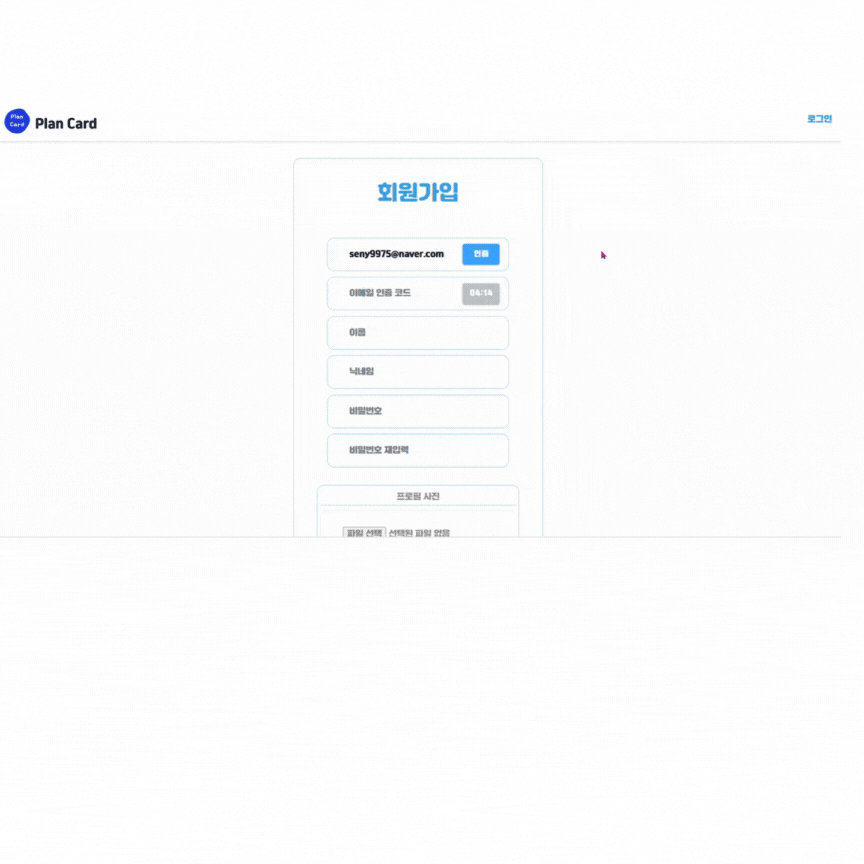 Plan
Card
Plan Card
로그인
회원가입
seny9975@naver.com 인증
이메일 인증 코드 04:14
이름
닉네임
비밀번호
비밀번호 재입력
프로필 사진
파일 선택 선택된 파일 없음